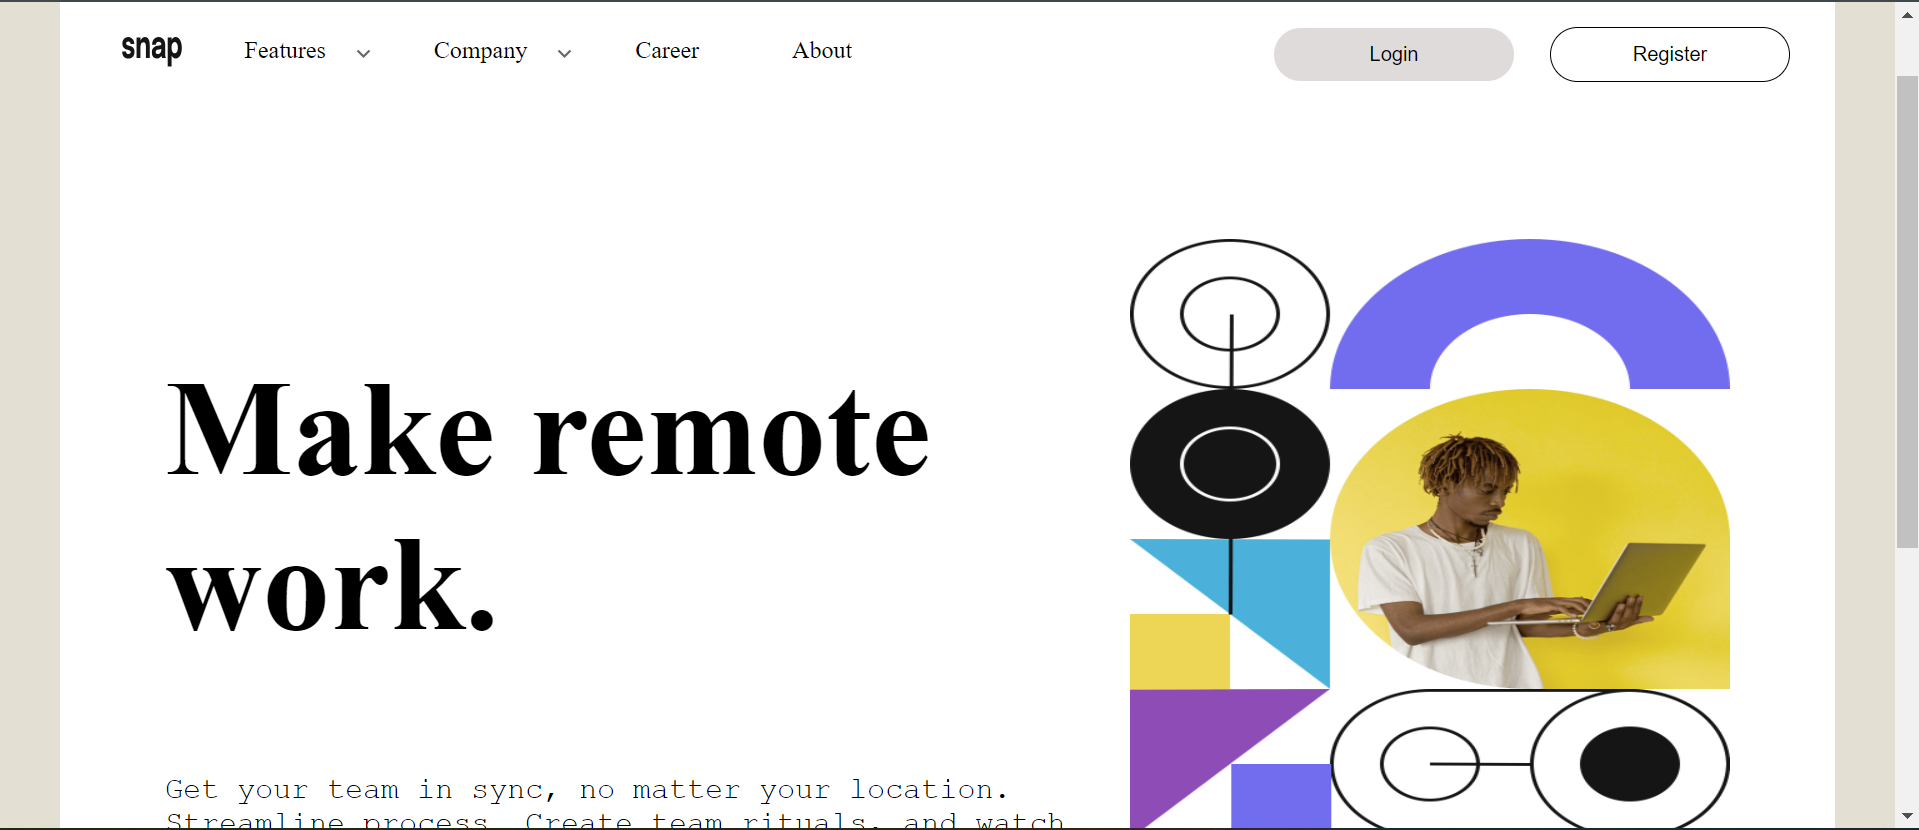 snap Features Company Career About Login Register
Make remote
work.
Get your team in sync, no matter your location.
Streamline process. Create team rituals, and watch